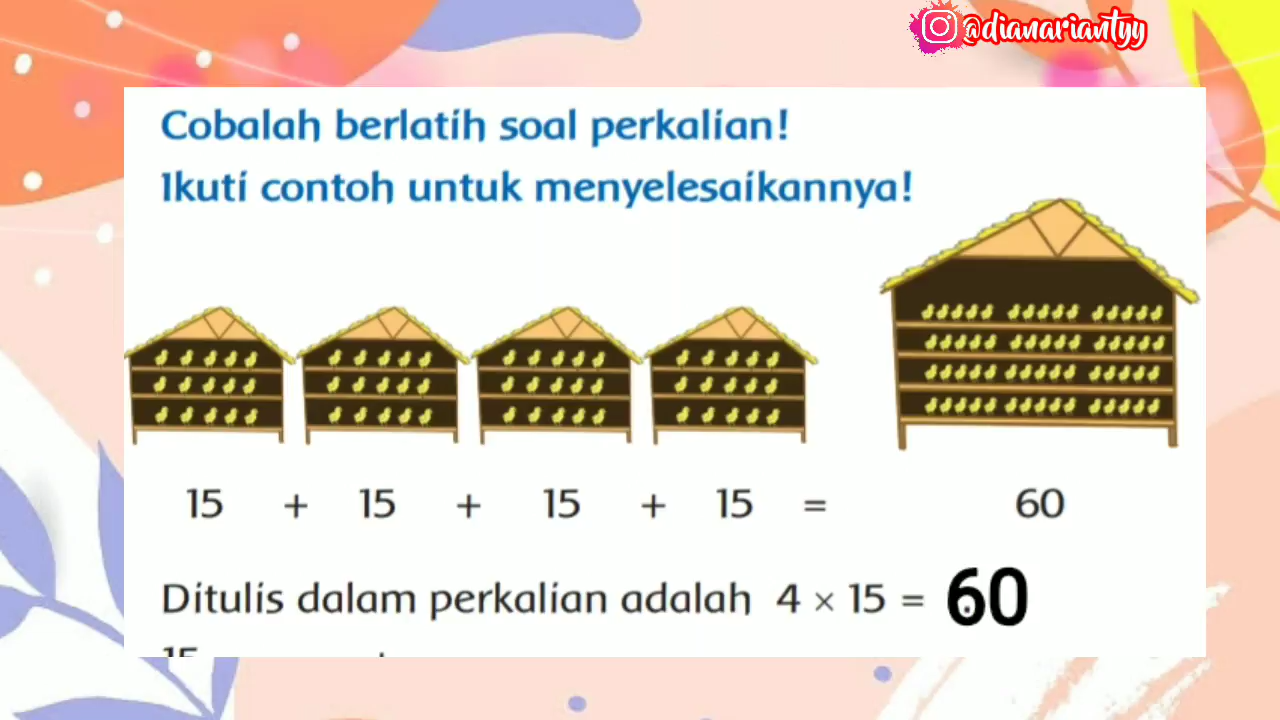 @dianariantyy
Cobalah berlatih soal perkalian!
Ikuti contoh untuk menyelesaikannya!
15 + 15 + 15 + 15 = 60
Ditulis dalam perkalian adalah 4 × 15 = 60